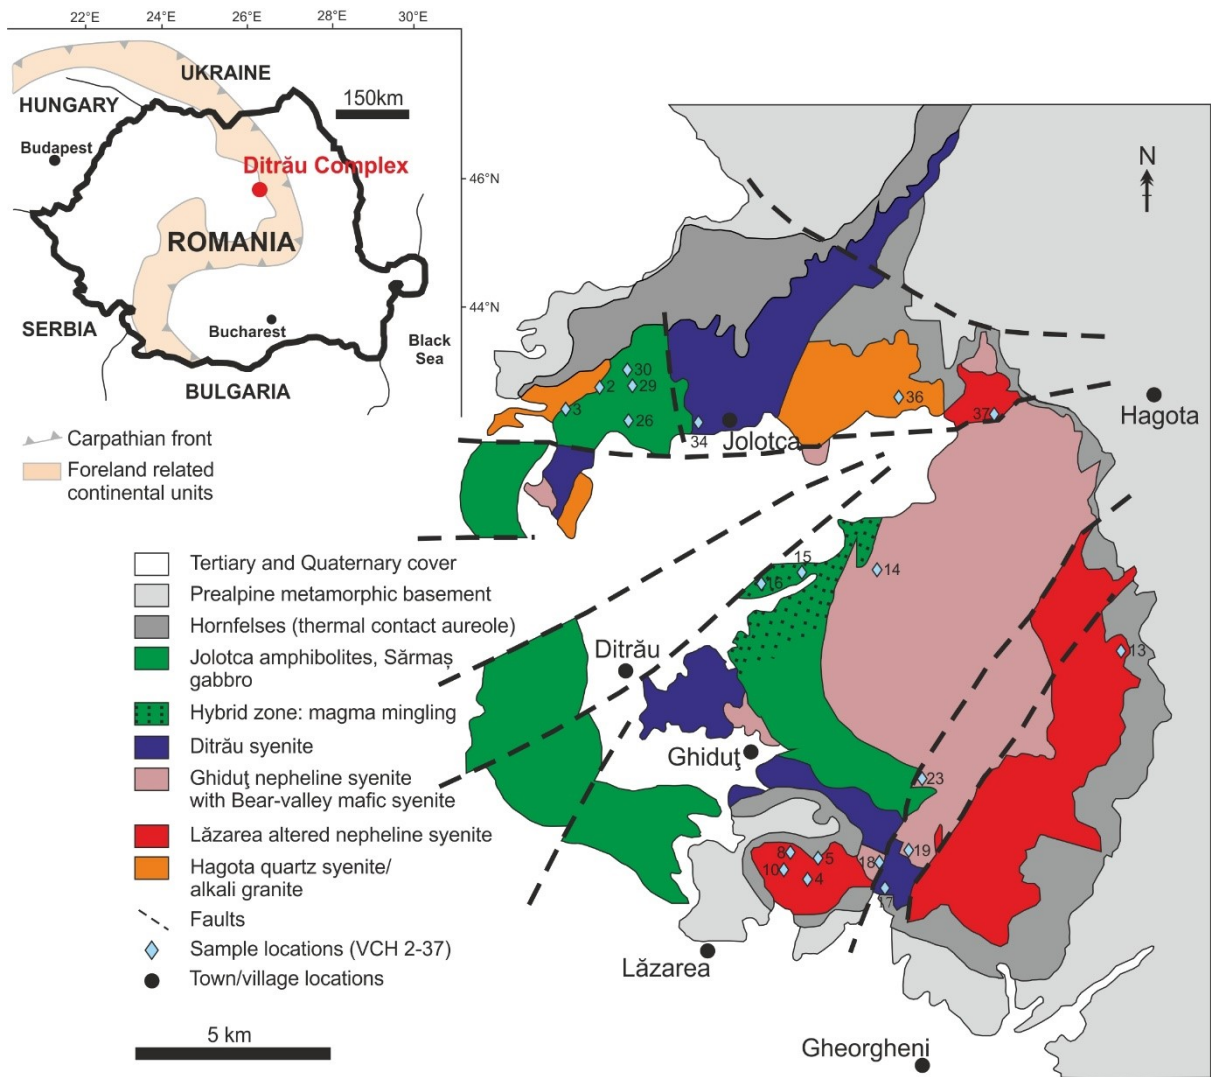 22°E 24°E 26°E 28°E 30°E
UKRAINE
HUNGARY
150km
Budapest
Ditrău Complex
46°N
ROMANIA
44°N
SERBIA
Bucharest
Black
Sea
BULGARIA
Carpathian front
Foreland related
continental units
N
30
2
29
3
26
34
Jolotca
36
37
Hagota
15
16
14
Ditrău
13
Ghiduţ
23
8
5
10
4
18
19
17
Lăzarea
Gheorgheni
Tertiary and Quaternary cover
Prealpine metamorphic basement
Hornfelses (thermal contact aureole)
Jolotca amphibolites, Sărmaş
gabbro
Hybrid zone: magma mingling
Ditrău syenite
Ghiduţ nepheline syenite
with Bear-valley mafic syenite
Lăzarea altered nepheline syenite
Hagota quartz syenite/
alkali granite
Faults
Sample locations (VCH 2-37)
Town/village locations
5 km